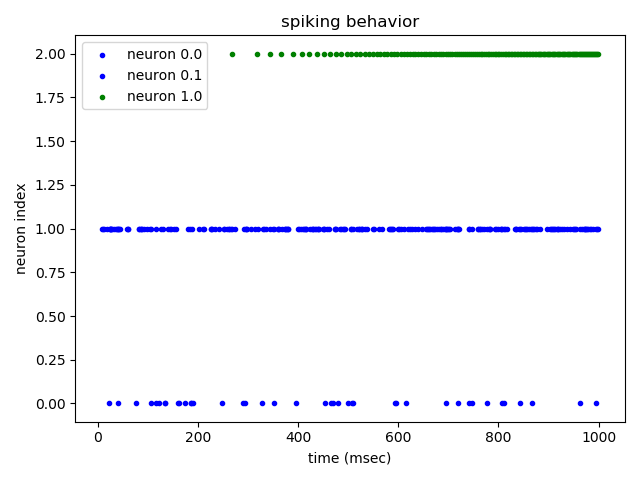 spiking behavior
neuron 0.0
neuron 0.1
neuron 1.0
2.00
1.75
1.50
1.25
1.00
0.75
0.50
0.25
0.00
neuron index
0 200 400 600 800 1000
time (msec)